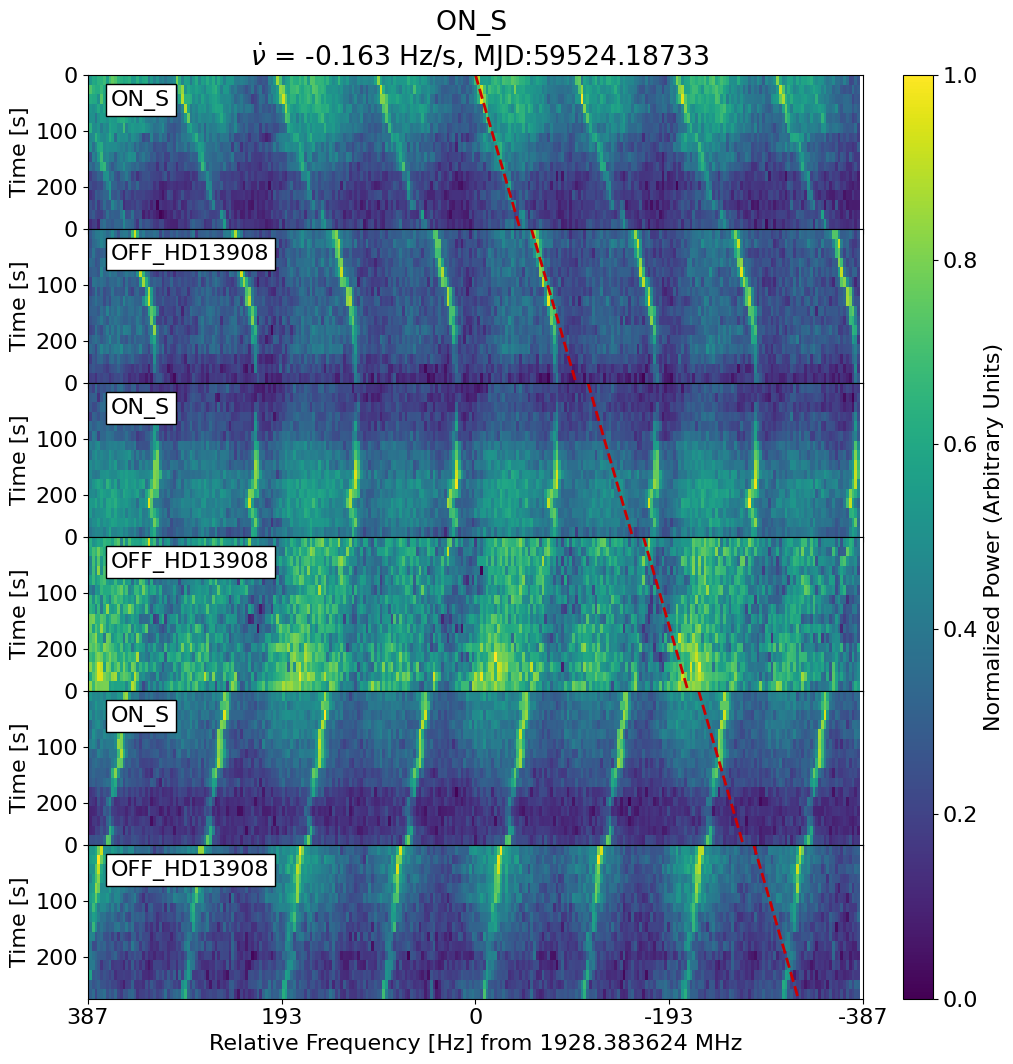 ON_S
ν̇ = -0.163 Hz/s, MJD:59524.18733
0
100
200
Time [s]
ON_S
0
100
200
Time [s]
OFF_HD13908
0
100
200
Time [s]
ON_S
0
100
200
Time [s]
OFF_HD13908
0
100
200
Time [s]
ON_S
0
100
200
Time [s]
OFF_HD13908
387 193 0 -193 -387
Relative Frequency [Hz] from 1928.383624 MHz
1.0
0.8
0.6
0.4
0.2
0.0
Normalized Power (Arbitrary Units)